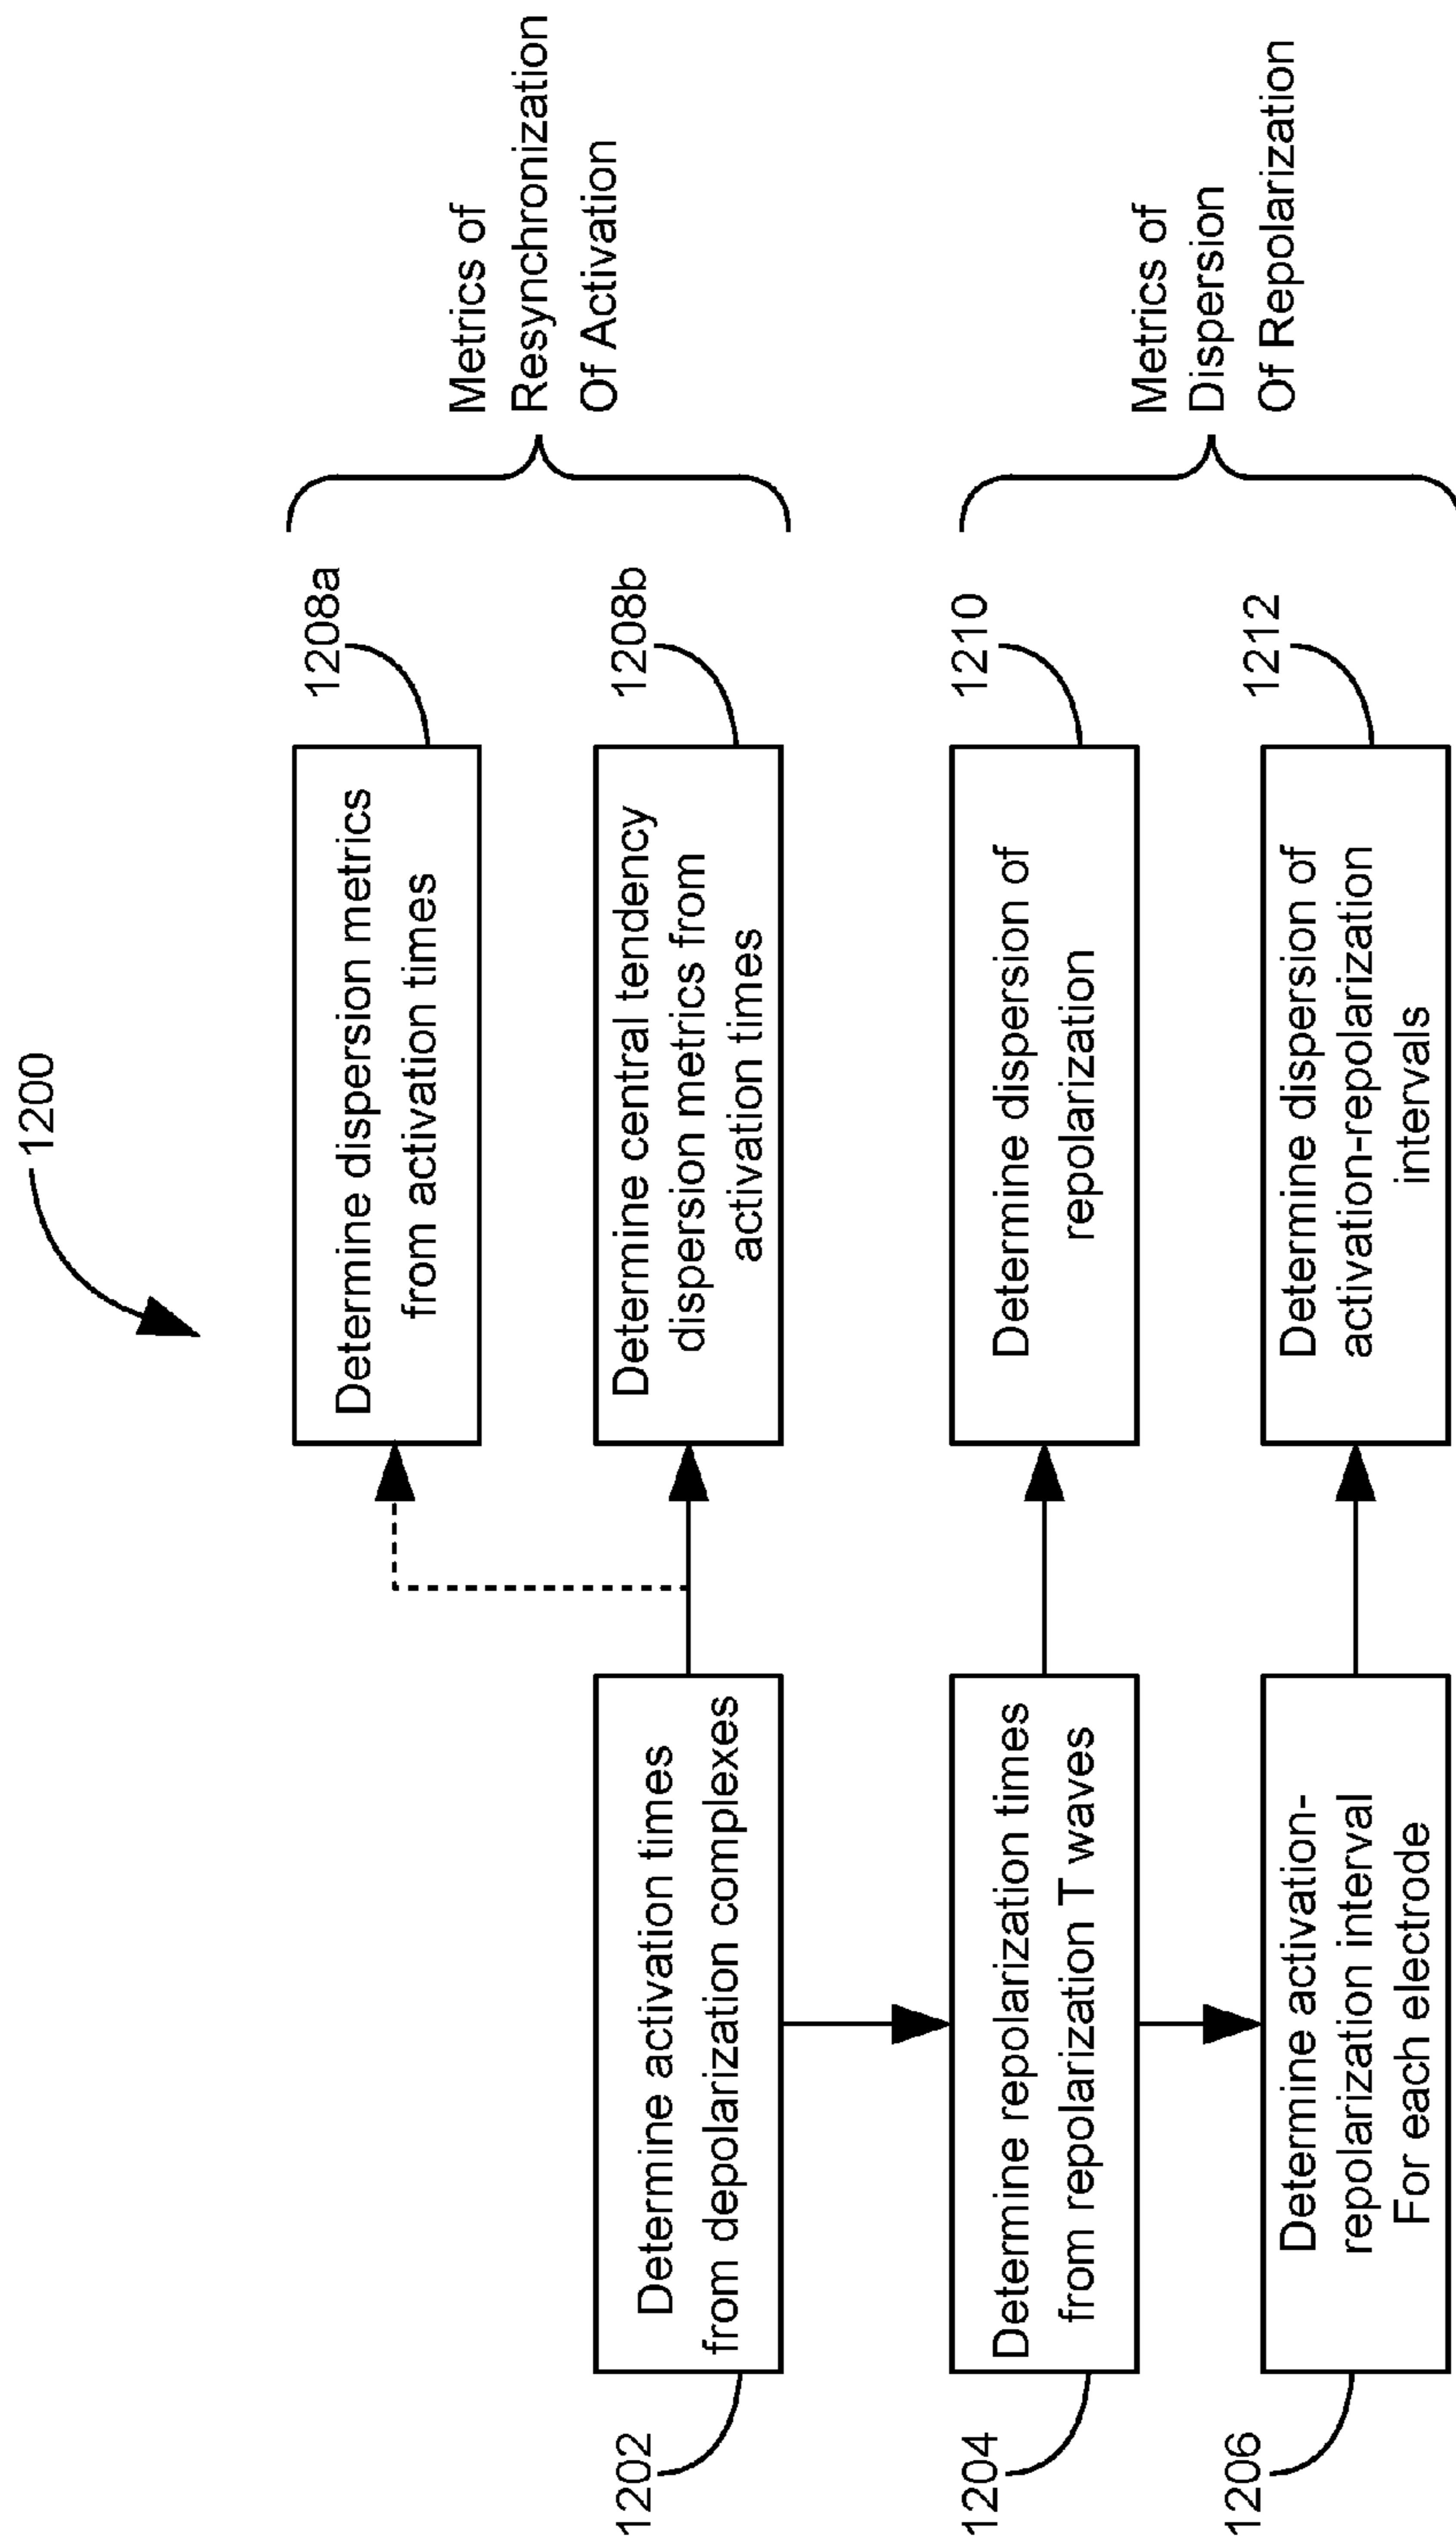 1200
1208a
Determine dispersion metrics
from activation times
Metrics of
Resynchronization
Of Activation
1202
Determine activation times
from depolarization complexes
1208b
Determine central tendency
dispersion metrics from
activation times
1204
Determine repolarization times
from repolarization T waves
1210
Determine dispersion of
repolarization
Metrics of
Dispersion
Of Repolarization
1206
Determine activation-
repolarization interval
For each electrode
1212
Determine dispersion of
activation-repolarization
intervals